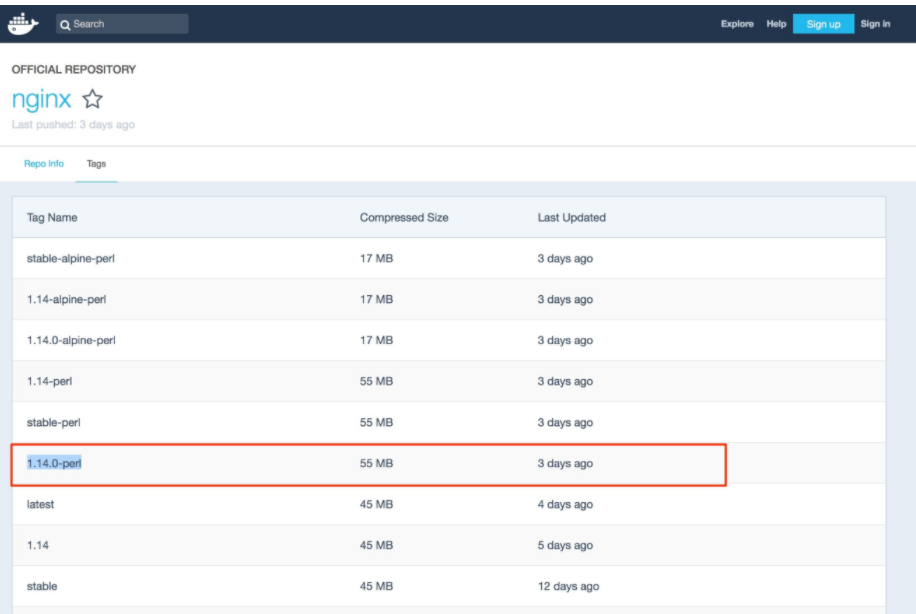 Search Explore Help Sign up Sign in
OFFICIAL REPOSITORY
nginx
Last pushed: 3 days ago
Repo Info Tags
Tag Name Compressed Size Last Updated
stable-alpine-perl 17 MB 3 days ago
1.14-alpine-perl 17 MB 3 days ago
1.14.0-alpine-perl 17 MB 3 days ago
1.14-perl 55 MB 3 days ago
stable-perl 55 MB 3 days ago
1.14.0-perl 55 MB 3 days ago
latest 45 MB 4 days ago
1.14 45 MB 5 days ago
stable 45 MB 12 days ago